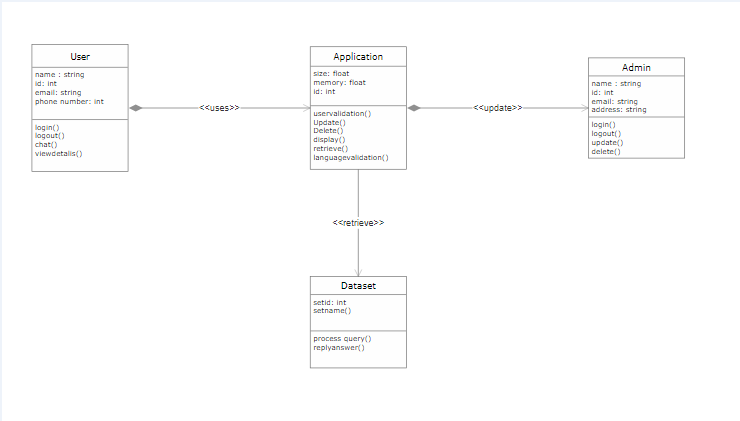 User
name : string
id: int
email: string
phone number: int
login()
logout()
chat()
viewdetails()
<<uses>>
Application
size: float
memory: float
id: int
uservalidation()
Update()
Delete()
display()
retrieve()
languagevalidation()
<<update>>
Admin
name : string
id: int
email: string
address: string
login()
logout()
update()
delete()
<<retrieve>>
Dataset
setid: int
setname()
process query()
replyanswer()